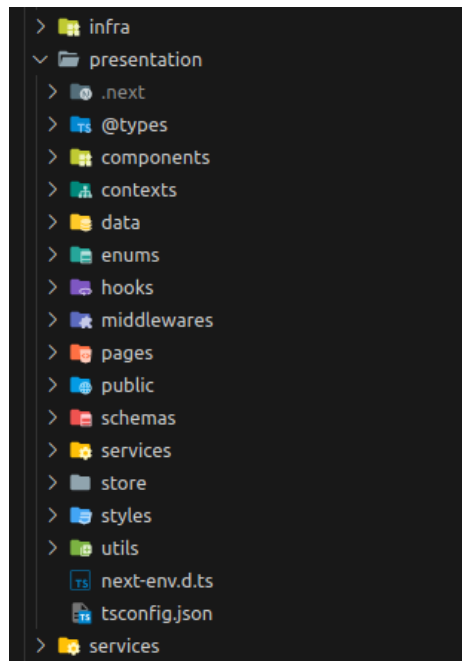 infra
presentation
.next
@types
components
contexts
data
enums
hooks
middlewares
pages
public
schemas
services
store
styles
utils
TS next-env.d.ts
tsconfig.json
services